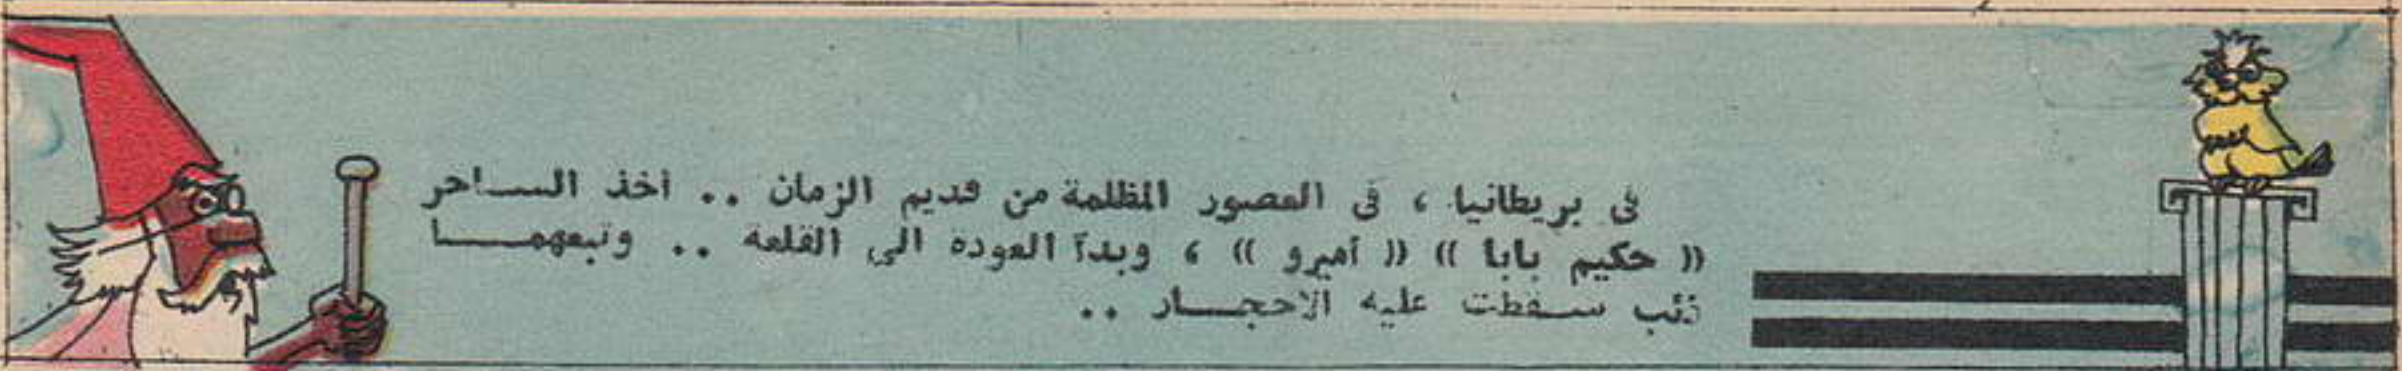 فى بريطانيا ، فى العصور المظلمة من قديم الزمان .. أخذ الساحر
(( حكيم بابا )) (( أميرو )) ، وبدأ العوده الى القلعه .. وتبعهما
ذئب سقطت عليه الاحجار ..